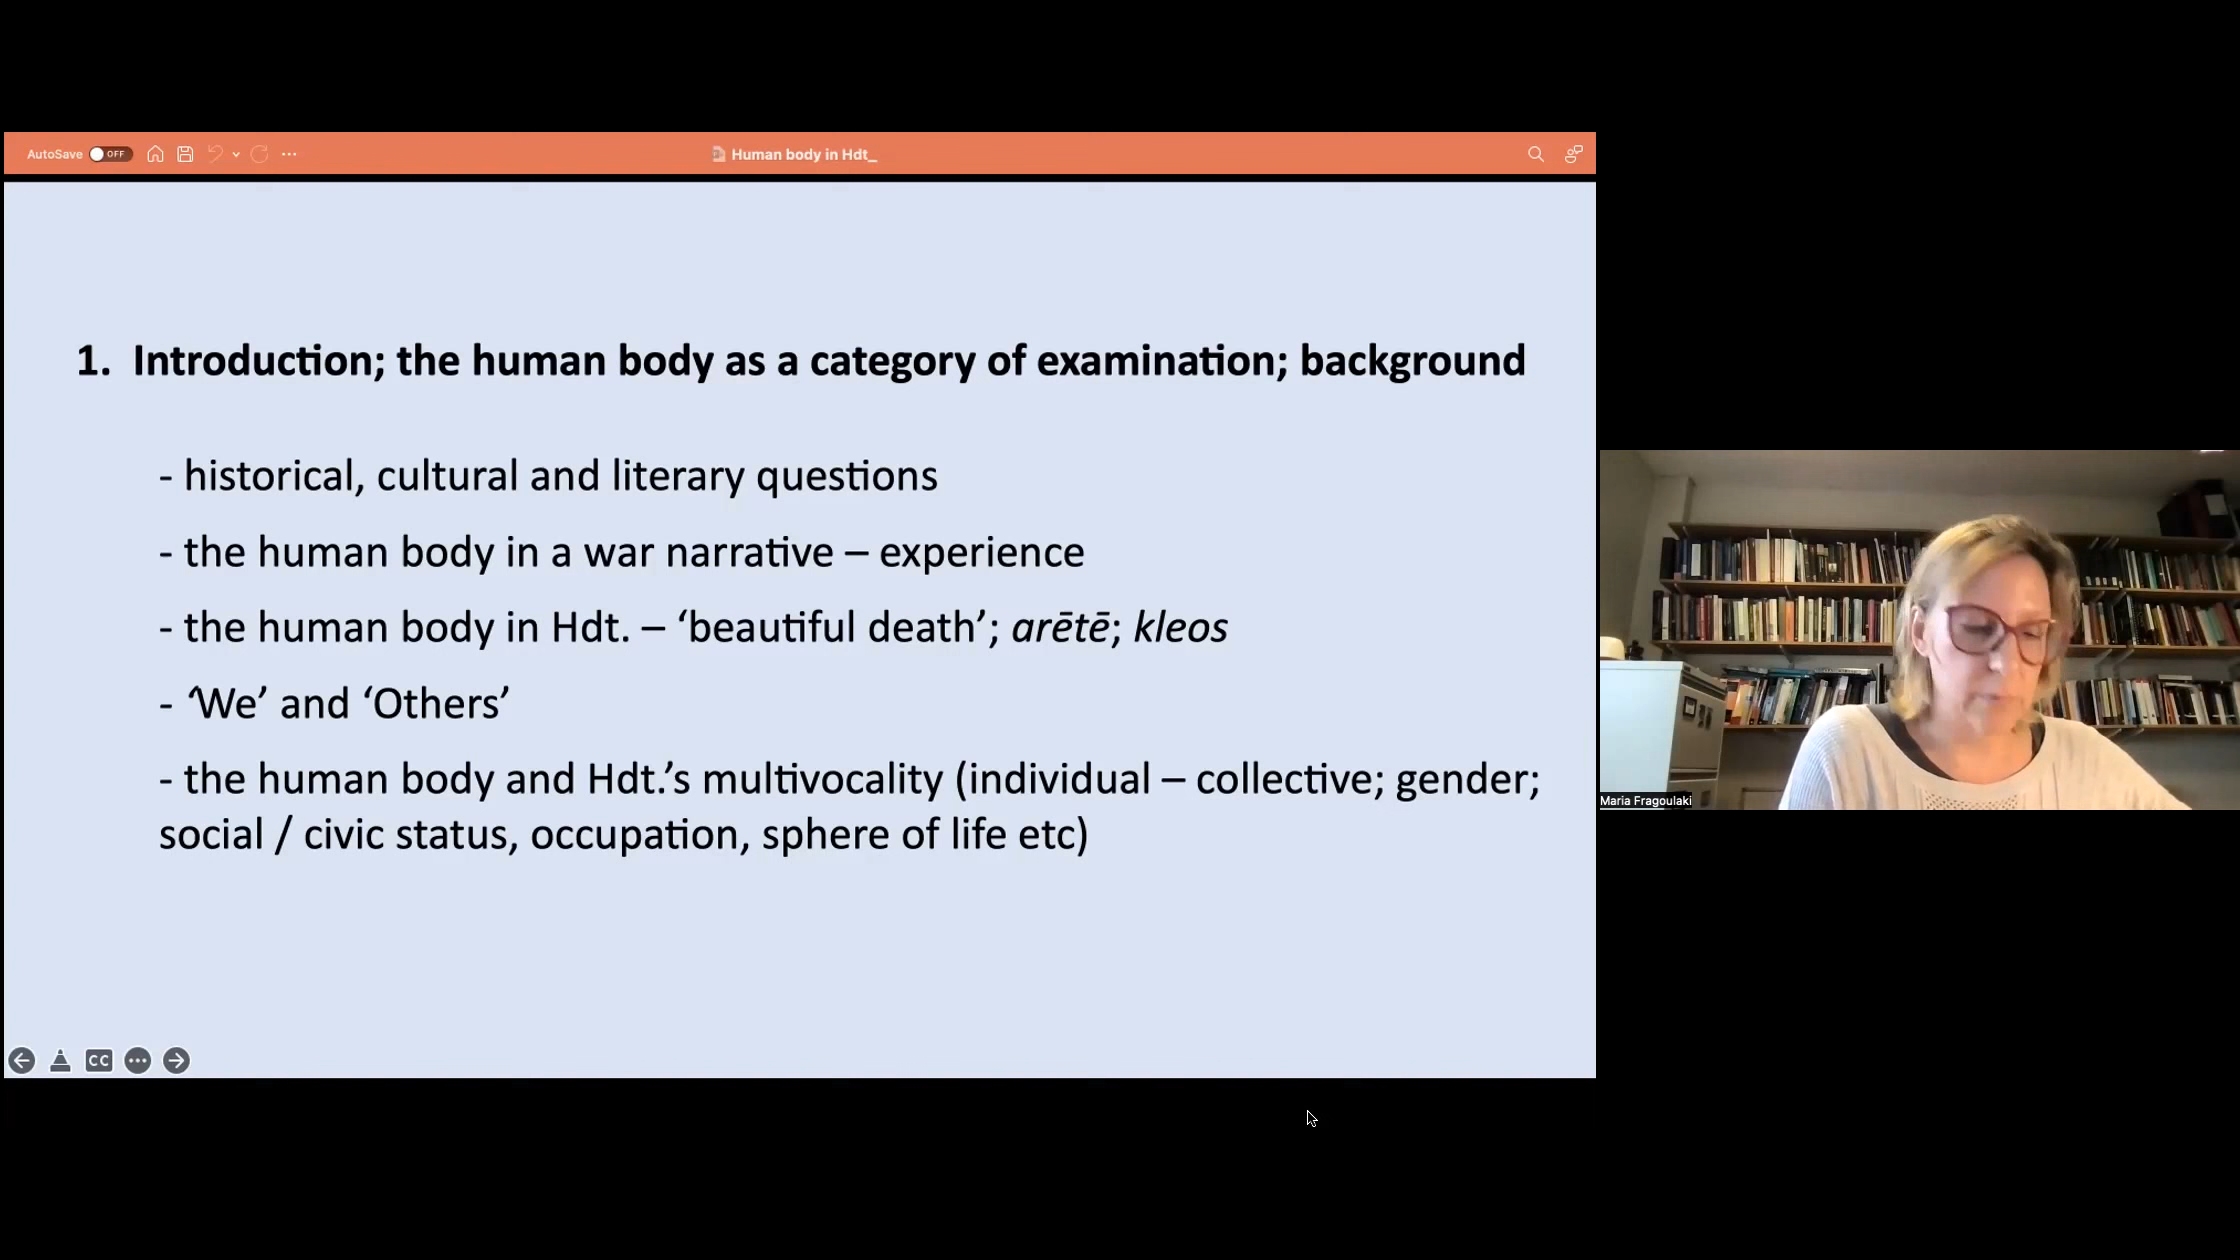 AutoSave OFF
Human body in Hdt_
1. Introduction; the human body as a category of examination; background
- historical, cultural and literary questions
- the human body in a war narrative – experience
- the human body in Hdt. – ‘beautiful death’; arētē; kleos
- ‘We’ and ‘Others’
- the human body and Hdt.’s multivocality (individual – collective; gender;
social / civic status, occupation, sphere of life etc)
CC
Maria Fragoulaki